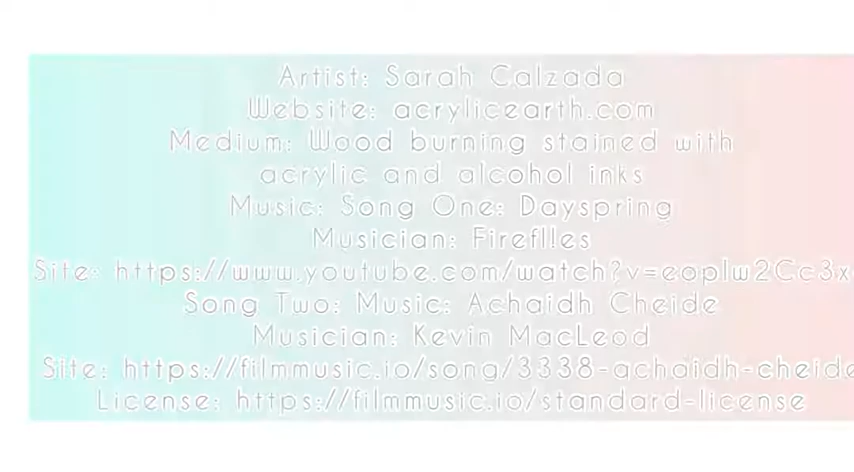 Artist: Sarah Calzada
Website: acrylicearth.com
Medium: Wood burning stained with
acrylic and alcohol inks
Music: Song One: Dayspring
Musician: Firefl!es
Site: https://www.youtube.com/watch?v=eoplw2Cc3x
Song Two: Music: Achaidh Cheide
Musician: Kevin MacLeod
Site: https://filmmusic.io/song/3338-achaidh-cheide
License: https://filmmusic.io/standard-license